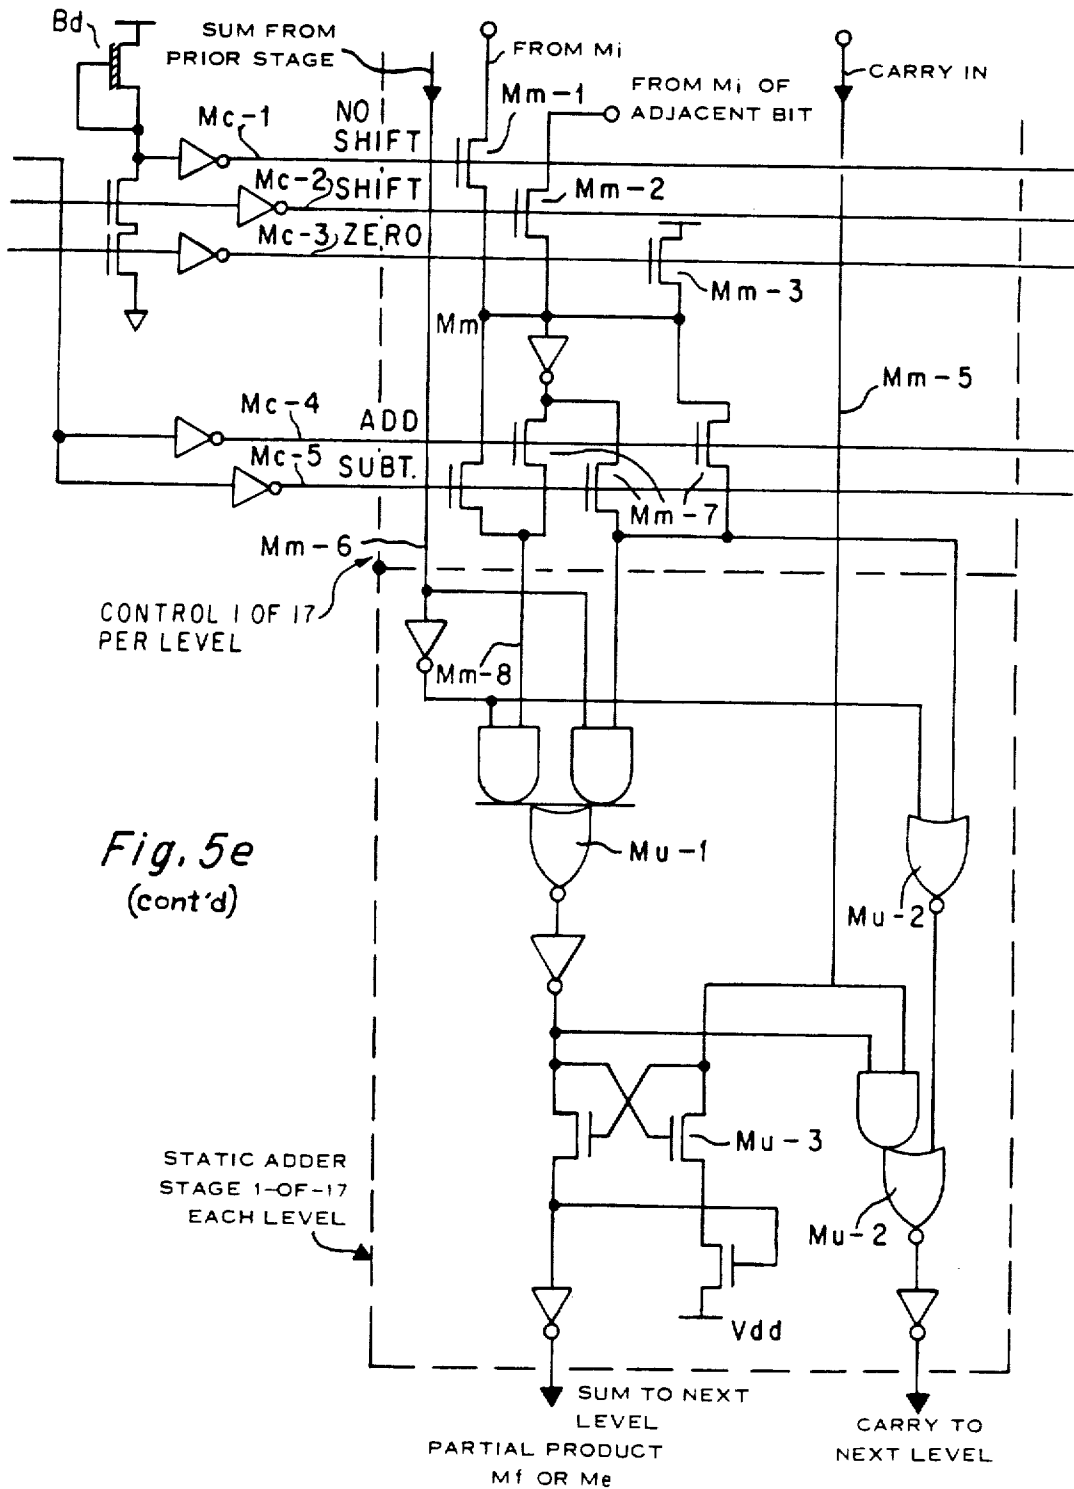 Bd
SUM FROM
PRIOR STAGE
FROM Mi
CARRY IN
Mm-1
FROM Mi OF
ADJACENT BIT
Mc-1
NO
SHIFT
Mc-2
SHIFT
Mm-2
Mc-3
ZERO
Mm-3
Mm
Mm-5
Mc-4
ADD
Mc-5
SUBT.
Mm-7
Mm-6
CONTROL 1 OF 17
PER LEVEL
Mm-8
Fig. 5e
(cont'd)
Mu-1
Mu-2
Mu-3
STATIC ADDER
STAGE 1-OF-17
EACH LEVEL
Mu-2
Vdd
SUM TO NEXT
LEVEL
PARTIAL PRODUCT
Mf OR Me
CARRY TO
NEXT LEVEL